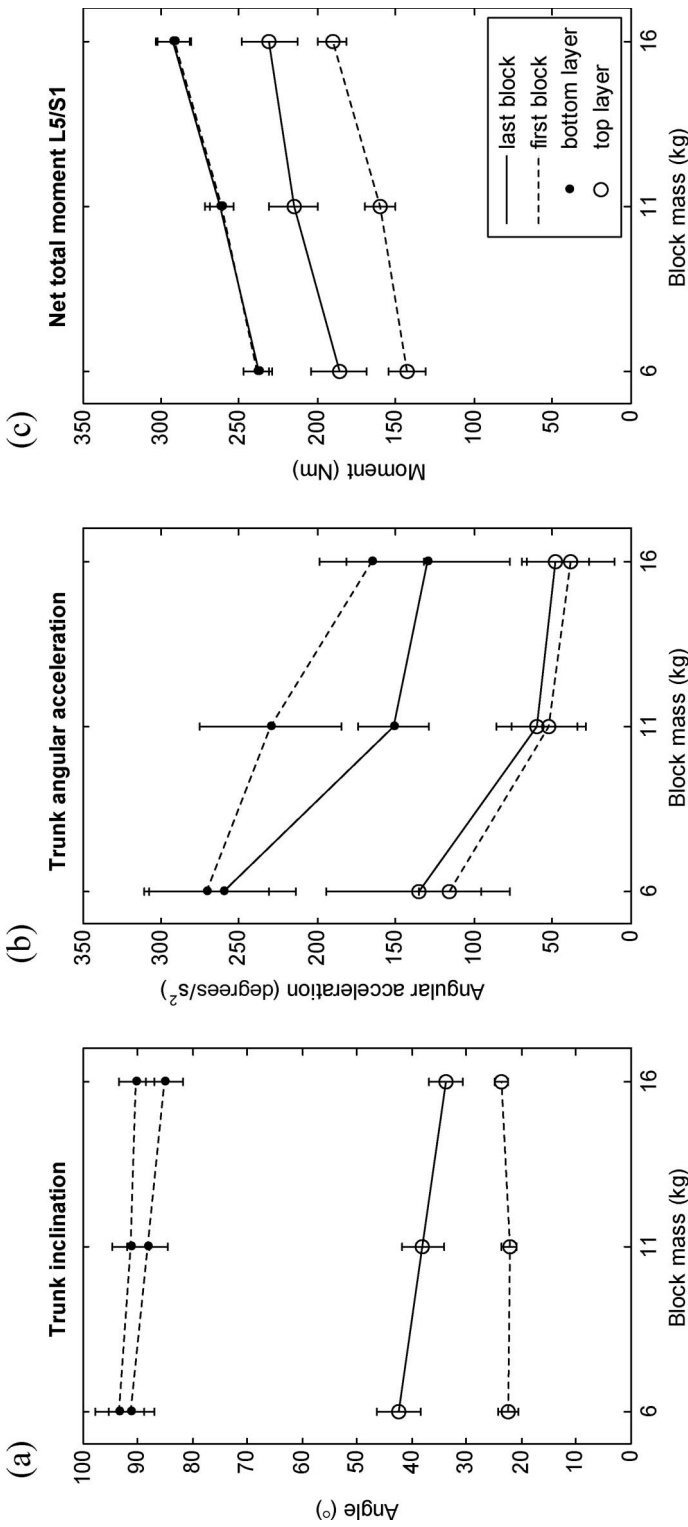 (a)
Trunk inclination
100
90
80
70
60
50
40
30
20
10
0
Angle (°)
6
11
16
Block mass (kg)
(b)
Trunk angular acceleration
350
300
250
200
150
100
50
0
Angular acceleration (degrees/s²)
6
11
16
Block mass (kg)
(c)
Net total moment L5/S1
350
300
250
200
150
100
50
0
Moment (Nm)
6
11
16
Block mass (kg)
last block
first block
bottom layer
top layer